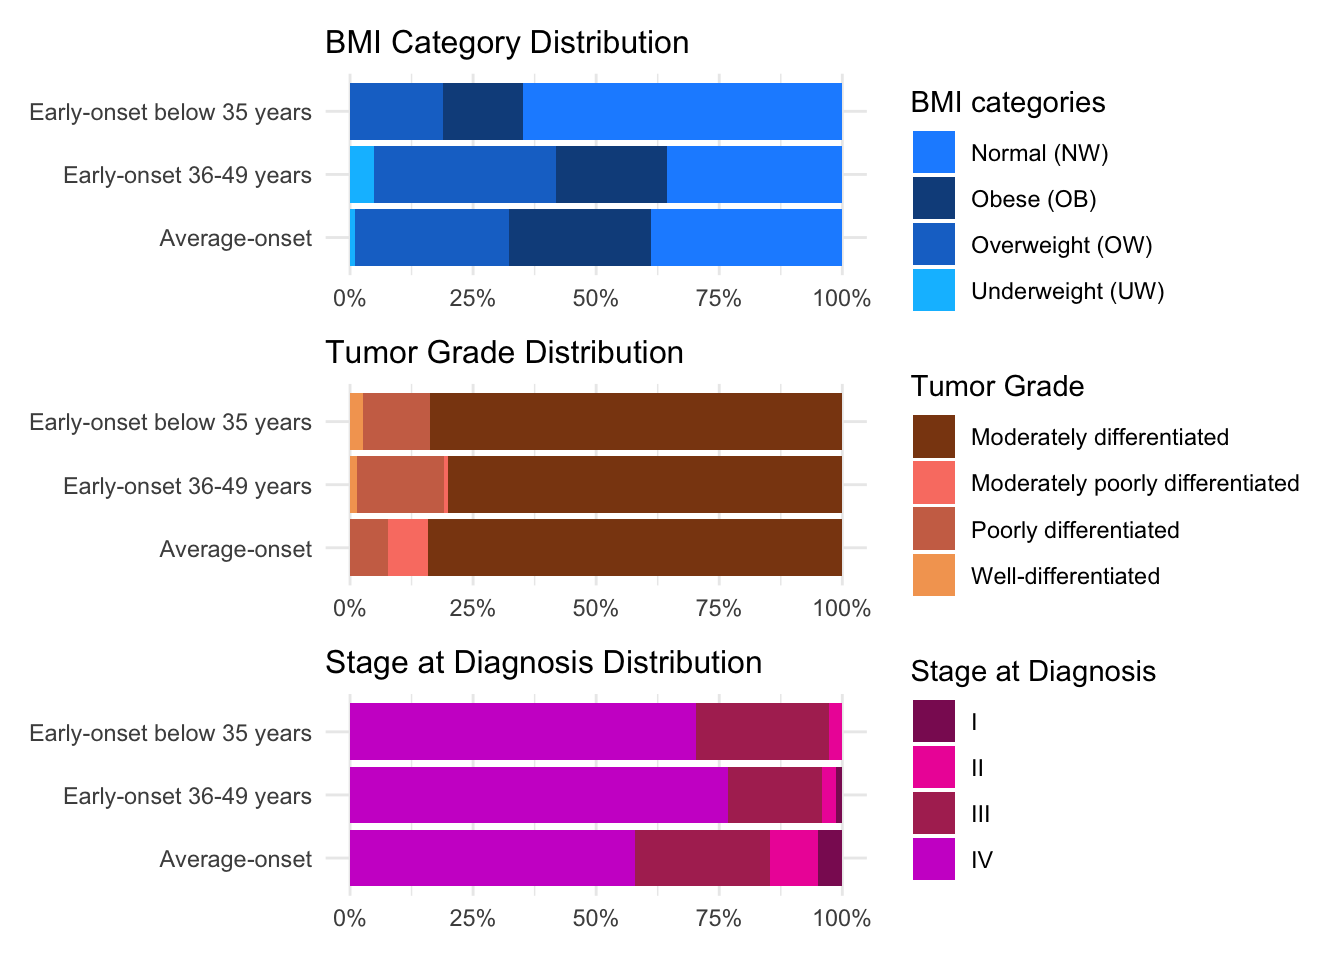 BMI Category Distribution
Early-onset below 35 years
Early-onset 36-49 years
Average-onset
0% 25% 50% 75% 100%
BMI categories
Normal (NW)
Obese (OB)
Overweight (OW)
Underweight (UW)
Tumor Grade Distribution
Early-onset below 35 years
Early-onset 36-49 years
Average-onset
0% 25% 50% 75% 100%
Tumor Grade
Moderately differentiated
Moderately poorly differentiated
Poorly differentiated
Well-differentiated
Stage at Diagnosis Distribution
Early-onset below 35 years
Early-onset 36-49 years
Average-onset
0% 25% 50% 75% 100%
Stage at Diagnosis
I
II
III
IV